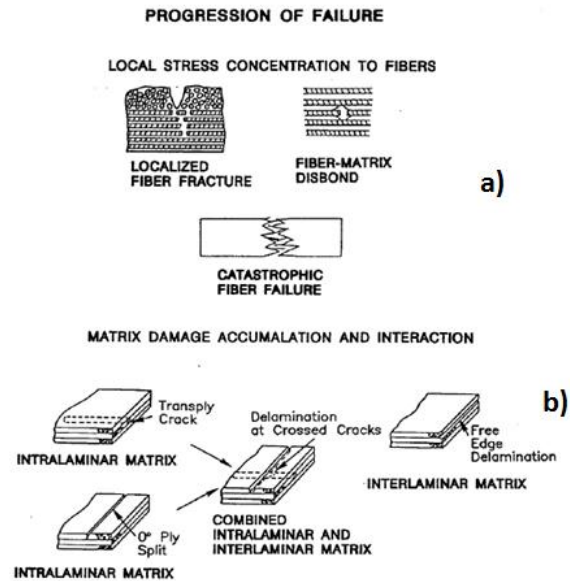 PROGRESSION OF FAILURE
LOCAL STRESS CONCENTRATION TO FIBERS
LOCALIZED
FIBER FRACTURE
FIBER-MATRIX
DISBOND
a)
CATASTROPHIC
FIBER FAILURE
MATRIX DAMAGE ACCUMALATION AND INTERACTION
b)
Transply
Crack
INTRALAMINAR MATRIX
Delamination
at Crossed Cracks
Free
Edge
Delamination
INTERLAMINAR MATRIX
0° Ply
Split
INTRALAMINAR MATRIX
COMBINED
INTRALAMINAR AND
INTERLAMINAR MATRIX